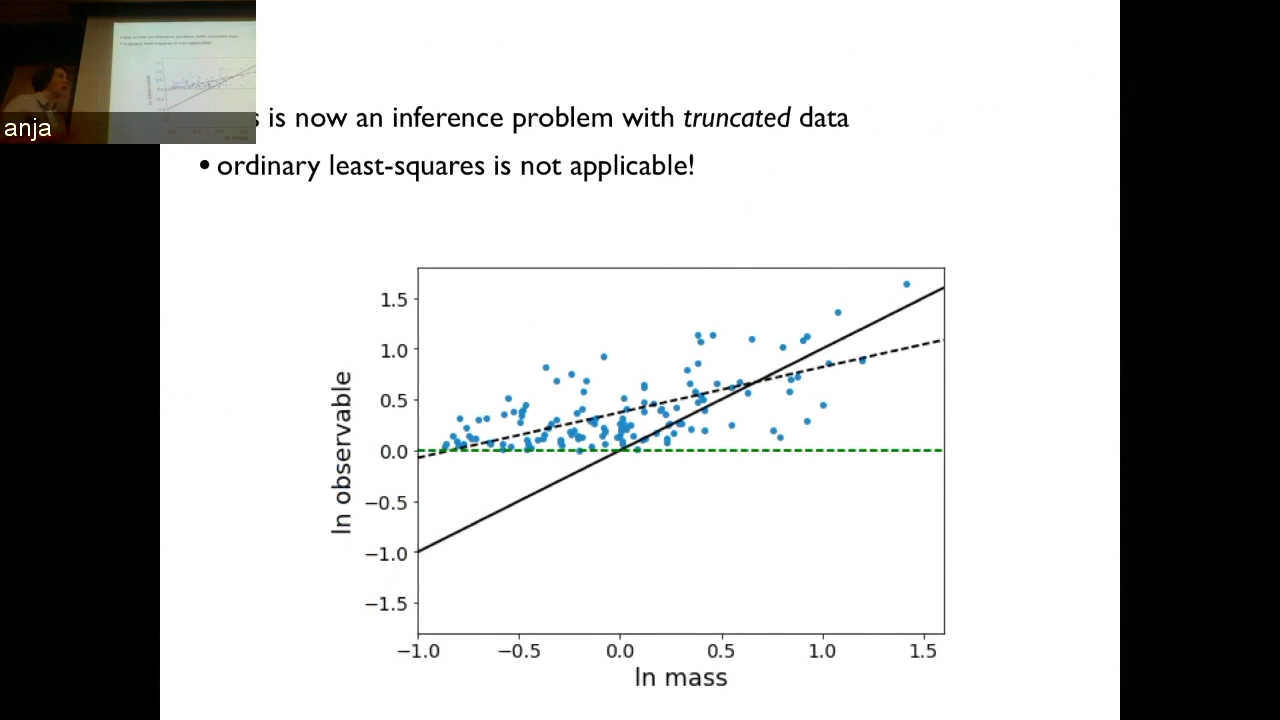 anja
s is now an inference problem with truncated data
• ordinary least-squares is not applicable!
1.5
1.0
0.5
0.0
−0.5
−1.0
−1.5
ln observable
−1.0 −0.5 0.0 0.5 1.0 1.5
ln mass